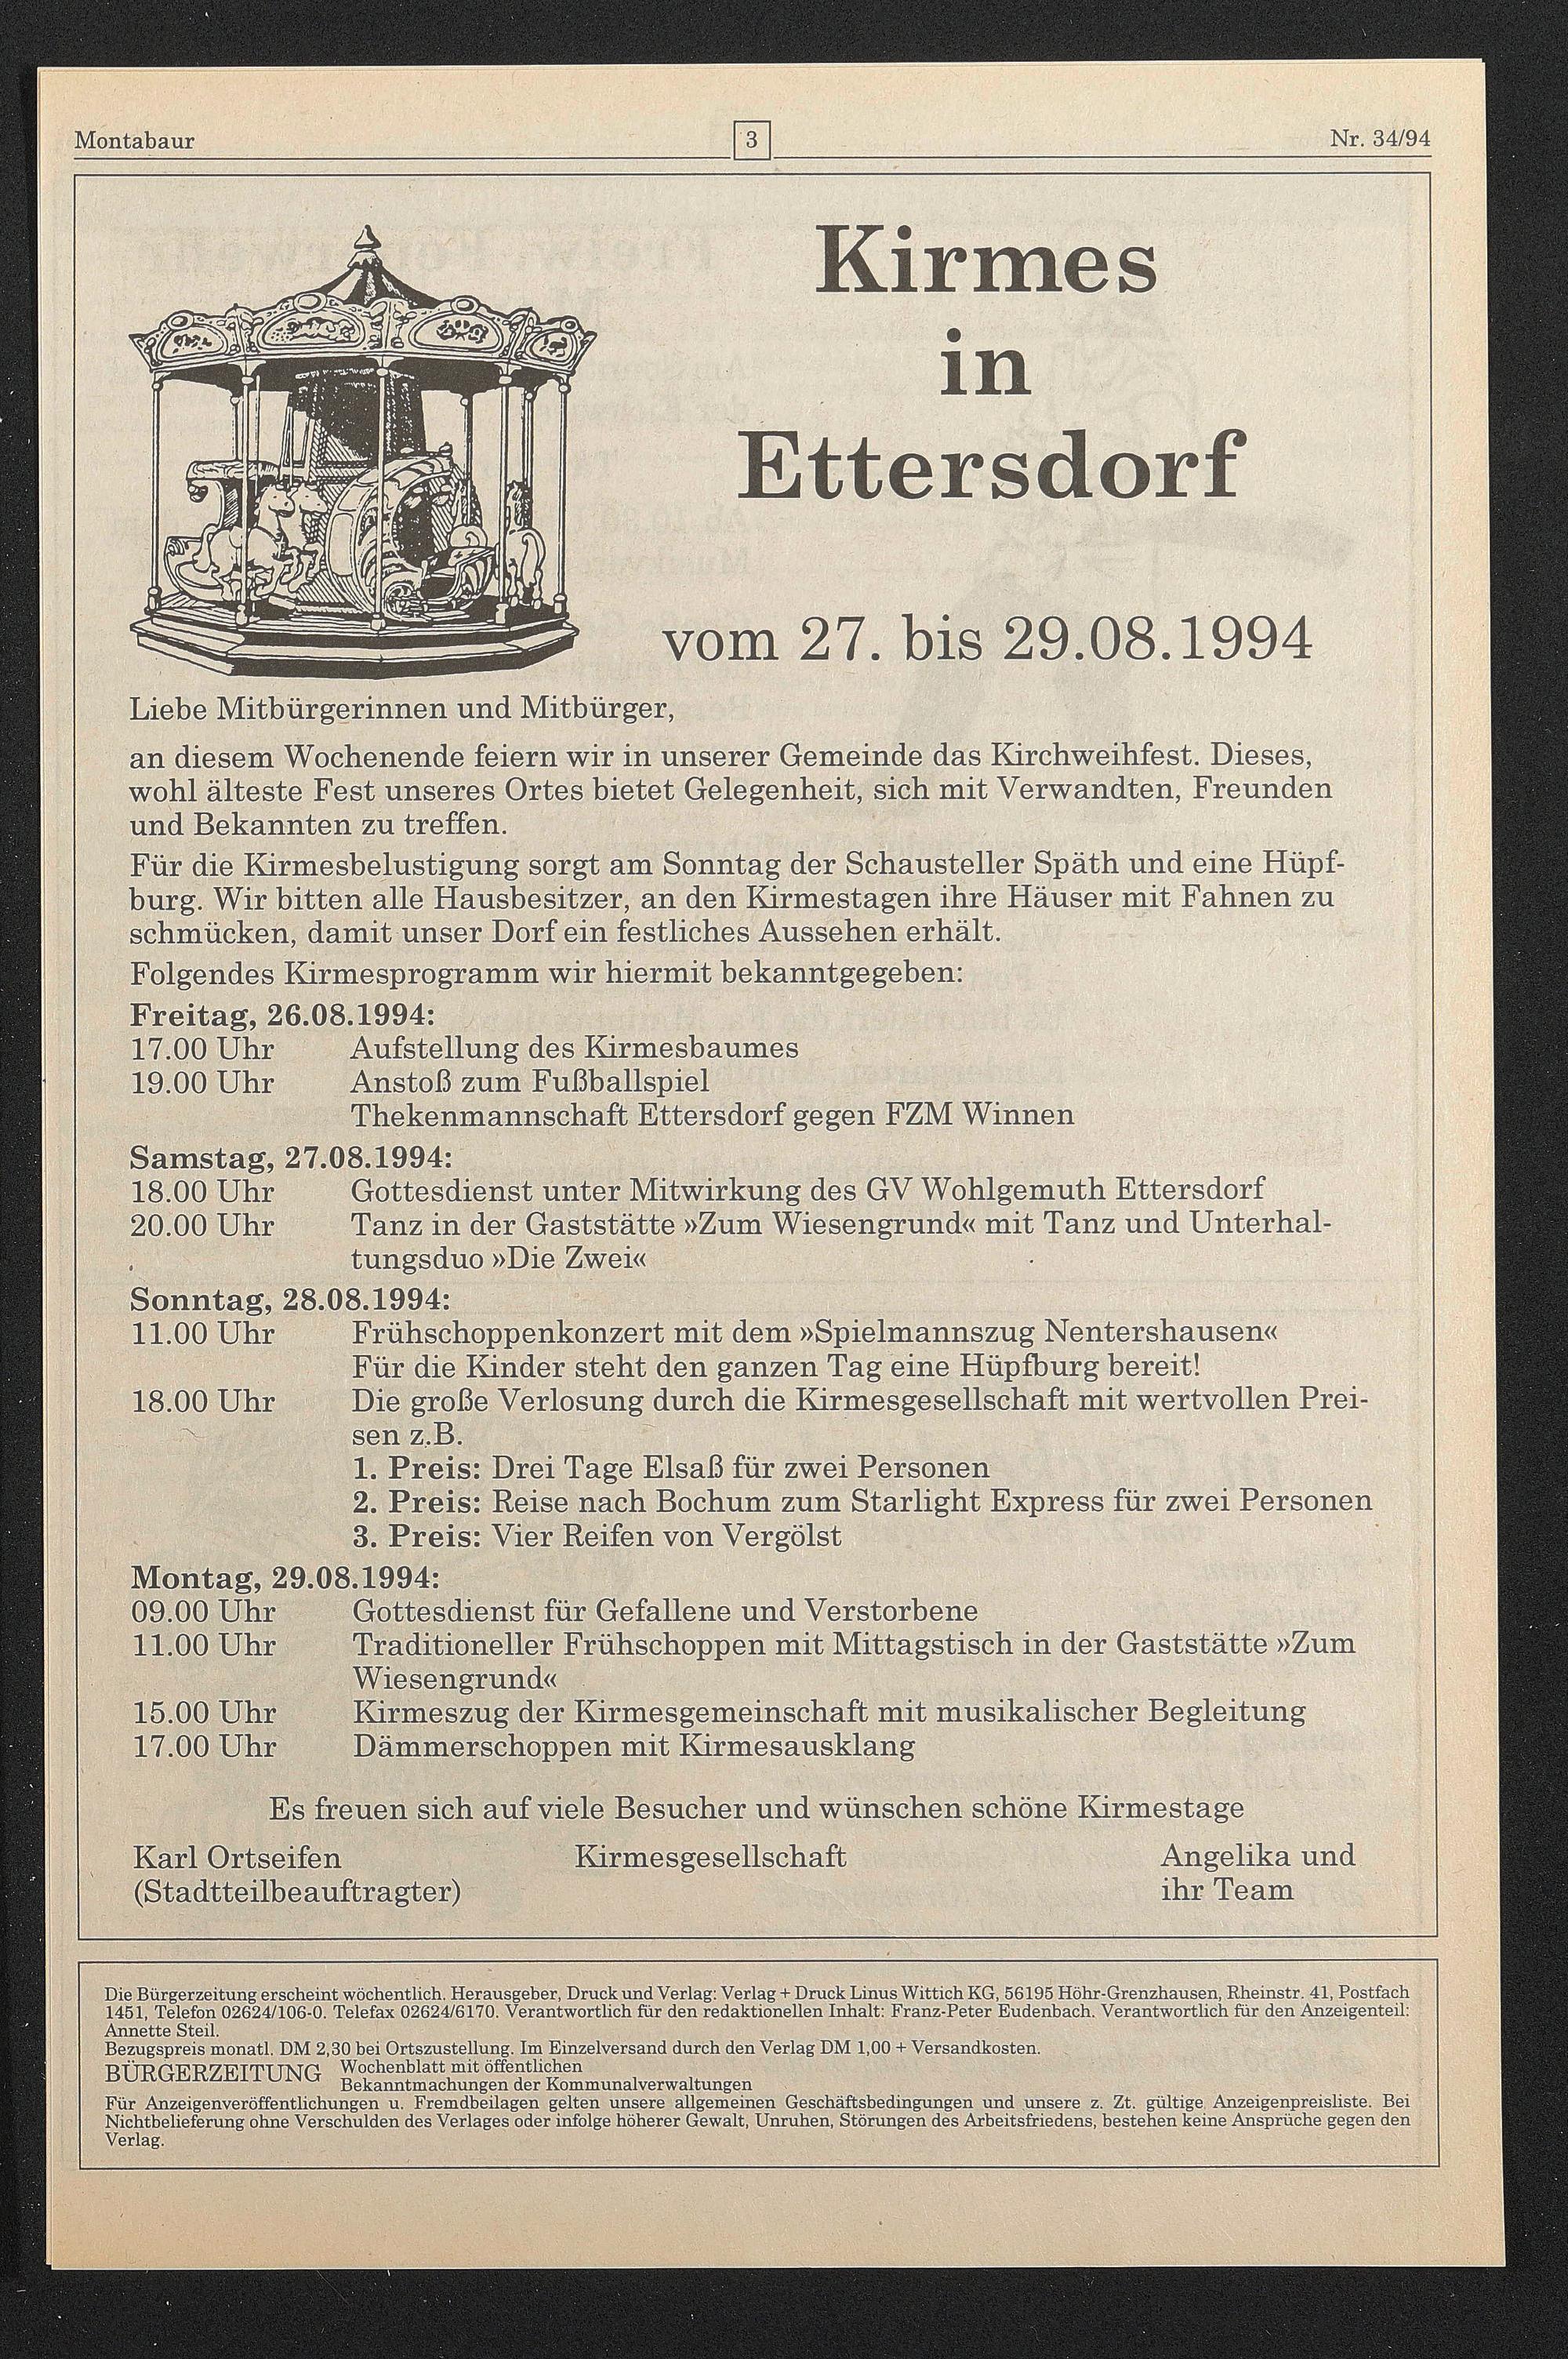 Montabaur
3
Nr. 34/94
Kirmes
in
Ettersdorf
vom 27. bis 29.08.1994
Liebe Mitbürgerinnen und Mitbürger,
an diesem Wochenende feiern wir in unserer Gemeinde das Kirchweihfest. Dieses,
wohl älteste Fest unseres Ortes bietet Gelegenheit, sich mit Verwandten, Freunden
und Bekannten zu treffen.
Für die Kirmesbelustigung sorgt am Sonntag der Schausteller Späth und eine Hüpf-
burg. Wir bitten alle Hausbesitzer, an den Kirmestagen ihre Häuser mit Fahnen zu
schmücken, damit unser Dorf ein festliches Aussehen erhält.
Folgendes Kirmesprogramm wir hiermit bekanntgegeben:
Freitag, 26.08.1994:
17.00 Uhr Aufstellung des Kirmesbaumes
19.00 Uhr Anstoß zum Fußballspiel
Thekenmannschaft Ettersdorf gegen FZM Winnen
Samstag, 27.08.1994:
18.00 Uhr Gottesdienst unter Mitwirkung des GV Wohlgemuth Ettersdorf
20.00 Uhr Tanz in der Gaststätte »Zum Wiesengrund« mit Tanz und Unterhal-
tungsduo »Die Zwei«
Sonntag, 28.08.1994:
11.00 Uhr Frühschoppenkonzert mit dem »Spielmannszug Nentershausen«
Für die Kinder steht den ganzen Tag eine Hüpfburg bereit!
18.00 Uhr Die große Verlosung durch die Kirmesgesellschaft mit wertvollen Prei-
sen z.B.
1. Preis: Drei Tage Elsaß für zwei Personen
2. Preis: Reise nach Bochum zum Starlight Express für zwei Personen
3. Preis: Vier Reifen von Vergölst
Montag, 29.08.1994:
09.00 Uhr Gottesdienst für Gefallene und Verstorbene
11.00 Uhr Traditioneller Frühschoppen mit Mittagstisch in der Gaststätte »Zum
Wiesengrund«
15.00 Uhr Kirmeszug der Kirmesgemeinschaft mit musikalischer Begleitung
17.00 Uhr Dämmerschoppen mit Kirmesausklang
Es freuen sich auf viele Besucher und wünschen schöne Kirmestage
Karl Ortseifen Kirmesgesellschaft Angelika und
(Stadtteilbeauftragter) ihr Team
Die Bürgerzeitung erscheint wöchentlich. Herausgeber, Druck und Verlag: Verlag + Druck Linus Wittich KG, 56195 Höhr-Grenzhausen, Rheinstr. 41, Postfach
1451, Telefon 02624/106-0. Telefax 02624/6170. Verantwortlich für den redaktionellen Inhalt: Franz-Peter Eudenbach. Verantwortlich für den Anzeigenteil:
Annette Steil.
Bezugspreis monatl. DM 2,30 bei Ortszustellung. Im Einzelversand durch den Verlag DM 1,00 + Versandkosten.
BÜRGERZEITUNG Wochenblatt mit öffentlichen
Bekanntmachungen der Kommunalverwaltungen
Für Anzeigenveröffentlichungen u. Fremdbeilagen gelten unsere allgemeinen Geschäftsbedingungen und unsere z. Zt. gültige Anzeigenpreisliste. Bei
Nichtbelieferung ohne Verschulden des Verlages oder infolge höherer Gewalt, Unruhen, Störungen des Arbeitsfriedens, bestehen keine Ansprüche gegen den
Verlag.